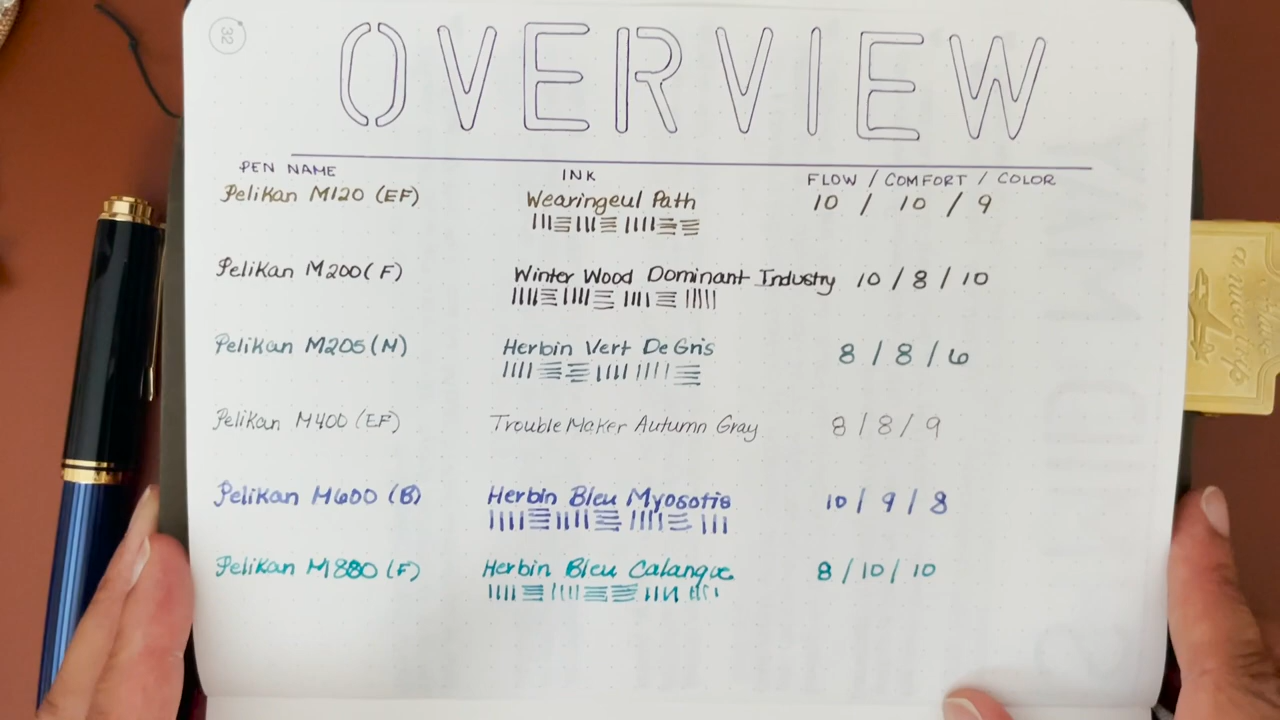 32
OVERVIEW
PEN NAME INK FLOW / COMFORT / COLOR
Pelikan M120 (EF) Wearingeul Path 10 / 10 / 9
Pelikan M200 (F) Winter Wood Dominant Industry 10 / 8 / 10
Pelikan M205 (M) Herbin Vert De Gris 8 / 8 / 6
Pelikan M400 (EF) TroubleMaker Autumn Gray 8 / 8 / 9
Pelikan M600 (B) Herbin Bleu Myosotis 10 / 9 / 8
Pelikan M880 (F) Herbin Bleu Calanque 8 / 10 / 10